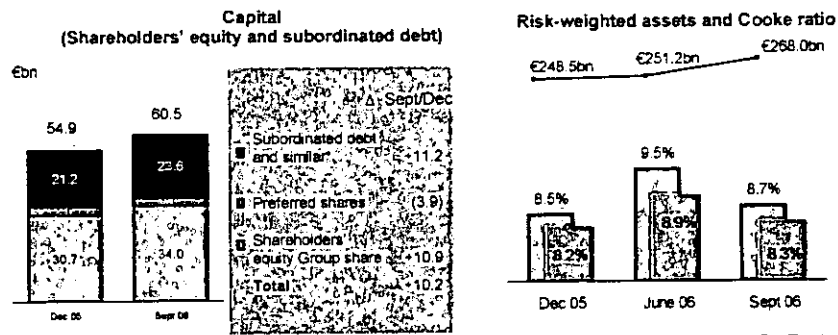 Capital
(Shareholders' equity and subordinated debt)
€bn
54.9
60.5
21.2
23.6
30.7
34.0
Dec 05
Sept 06
Δ Sept/Dec
Subordinated debt
and similar +11.2
Preferred shares (3.9)
Shareholders'
equity Group share +10.9
Total +10.2
Risk-weighted assets and Cooke ratio
€248.5bn
€251.2bn
€268.0bn
8.5%
9.5%
8.7%
8.2%
8.9%
8.3%
Dec 05
June 06
Sept 06